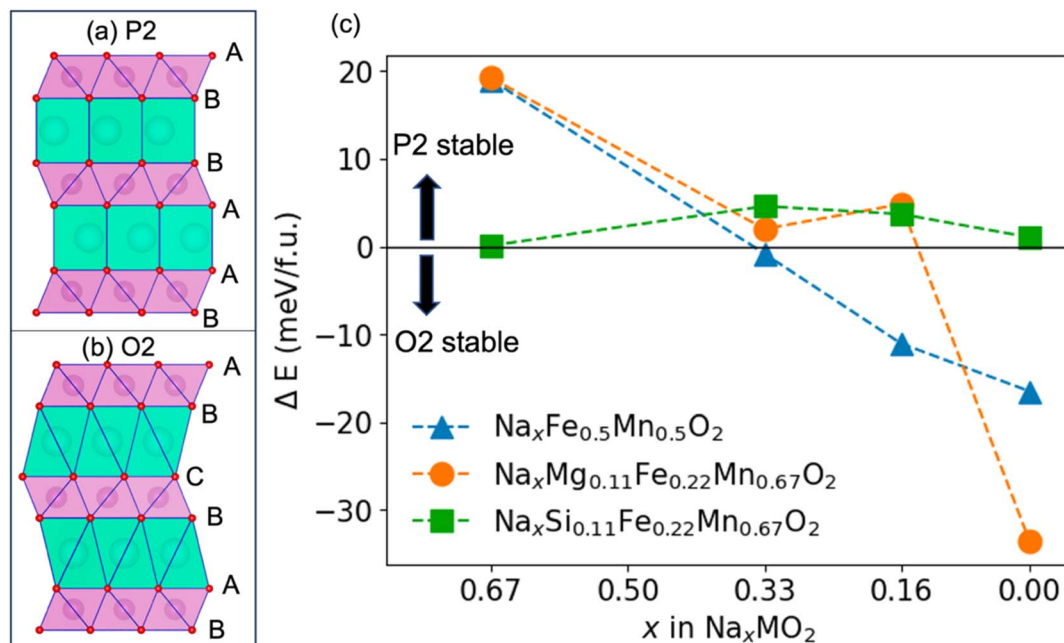 (a) P2
A
B
B
A
A
B
(b) O2
A
B
C
B
A
B
(c)
20
10
0
−10
−20
−30
Δ E (meV/f.u.)
P2 stable
O2 stable
NaₓFe₀.₅Mn₀.₅O₂
NaₓMg₀.₁₁Fe₀.₂₂Mn₀.₆₇O₂
NaₓSi₀.₁₁Fe₀.₂₂Mn₀.₆₇O₂
0.67 0.50 0.33 0.16 0.00
x in NaₓMO₂